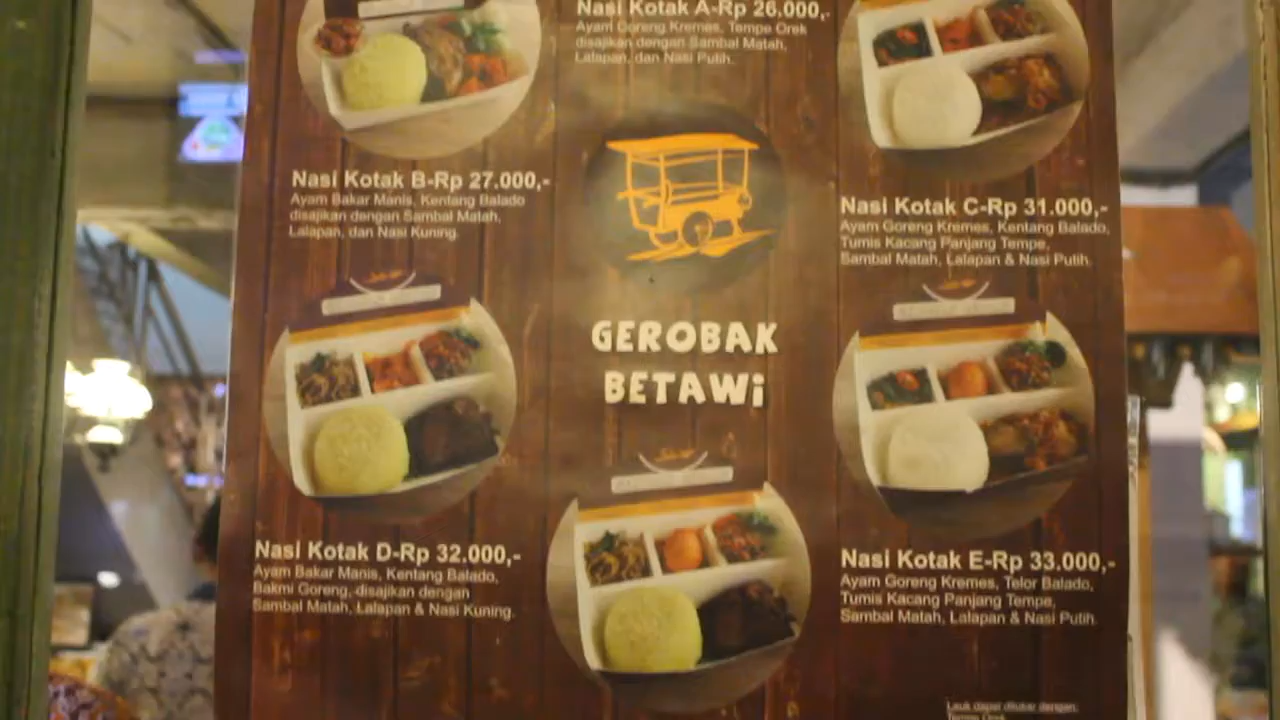 Nasi Kotak A-Rp 26,000,-
Ayam Goreng Kremes, Tempe Orek
disajikan dengan Sambal Matah,
Lalapan, dan Nasi Putih.
Nasi Kotak B-Rp 27.000,-
Ayam Bakar Manis, Kentang Balado
disajikan dengan Sambal Matah,
Lalapan, dan Nasi Kuning.
Nasi Kotak C-Rp 31.000,-
Ayam Goreng Kremes, Kentang Balado,
Tumis Kacang Panjang Tempe,
Sambal Matah, Lalapan & Nasi Putih.
GEROBAK
BETAWi
Nasi Kotak D-Rp 32.000,-
Ayam Bakar Manis, Kentang Balado,
Bakmi Goreng, disajikan dengan
Sambal Matah, Lalapan & Nasi Kuning.
Nasi Kotak E-Rp 33.000,-
Ayam Goreng Kremes, Telor Balado,
Tumis Kacang Panjang Tempe,
Sambal Matah, Lalapan & Nasi Putih.
Lauk dapat ditukar dengan: